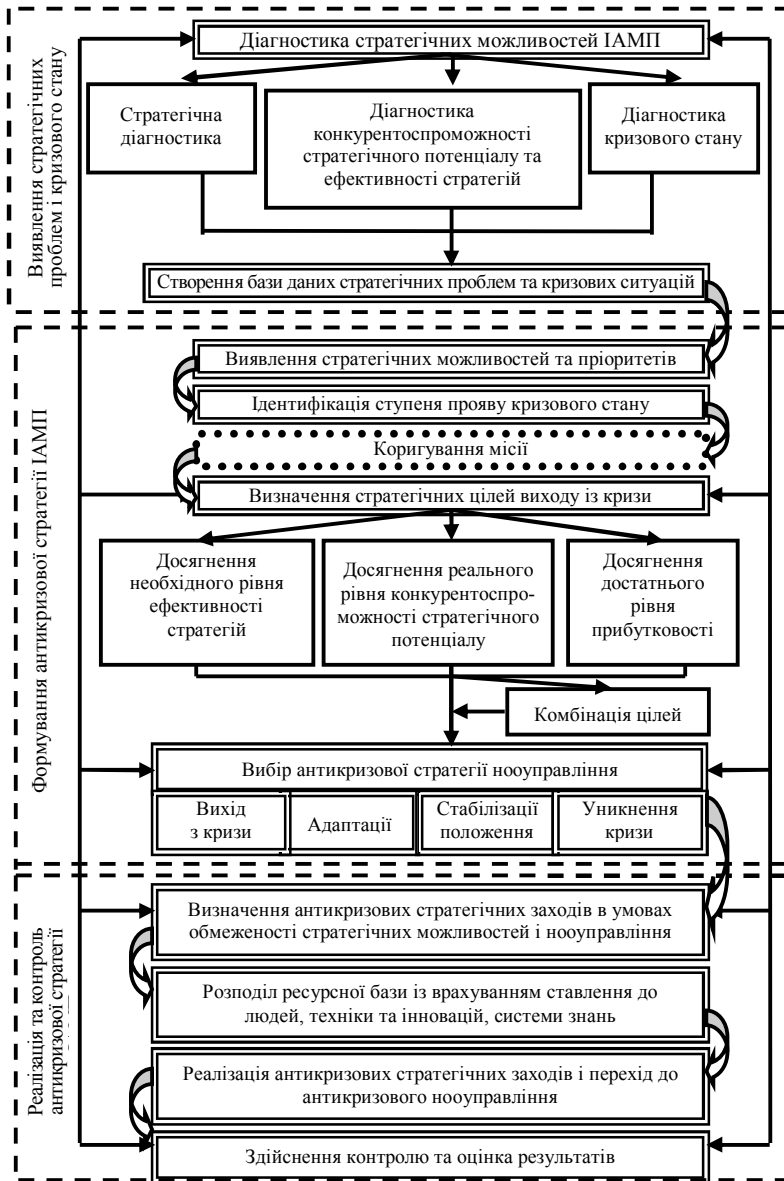 Виявлення стратегічних
проблем і кризового стану
Діагностика стратегічних можливостей ІАМП
Стратегічна
діагностика
Діагностика
конкурентоспроможності
стратегічного потенціалу та
ефективності стратегій
Діагностика
кризового стану
Створення бази даних стратегічних проблем та кризових ситуацій
Формування антикризової стратегії ІАМП
Виявлення стратегічних можливостей та пріоритетів
Ідентифікація ступеня прояву кризового стану
Коригування місії
Визначення стратегічних цілей виходу із кризи
Досягнення
необхідного рівня
ефективності
стратегій
Досягнення реального
рівня конкурентоспро-
можності стратегічного
потенціалу
Досягнення
достатнього
рівня
прибутковості
Комбінація цілей
Вибір антикризової стратегії нооуправління
Вихід
з кризи
Адаптації
Стабілізації
положення
Уникнення
кризи
Реалізація та контроль
антикризової стратегії
Визначення антикризових стратегічних заходів в умовах
обмеженості стратегічних можливостей і нооуправління
Розподіл ресурсної бази із врахуванням ставлення до
людей, техніки та інновацій, системи знань
Реалізація антикризових стратегічних заходів і перехід до
антикризового нооуправління
Здійснення контролю та оцінка результатів